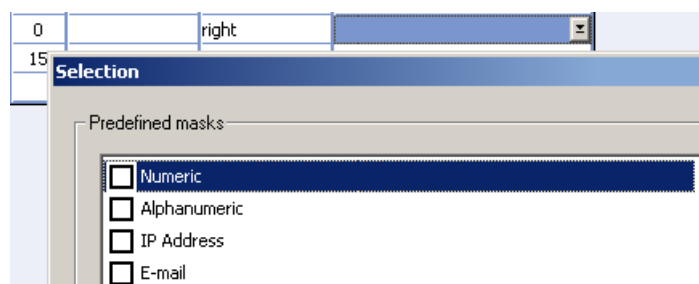 0 right
15
Selection
Predefined masks
Numeric
Alphanumeric
IP Address
E-mail